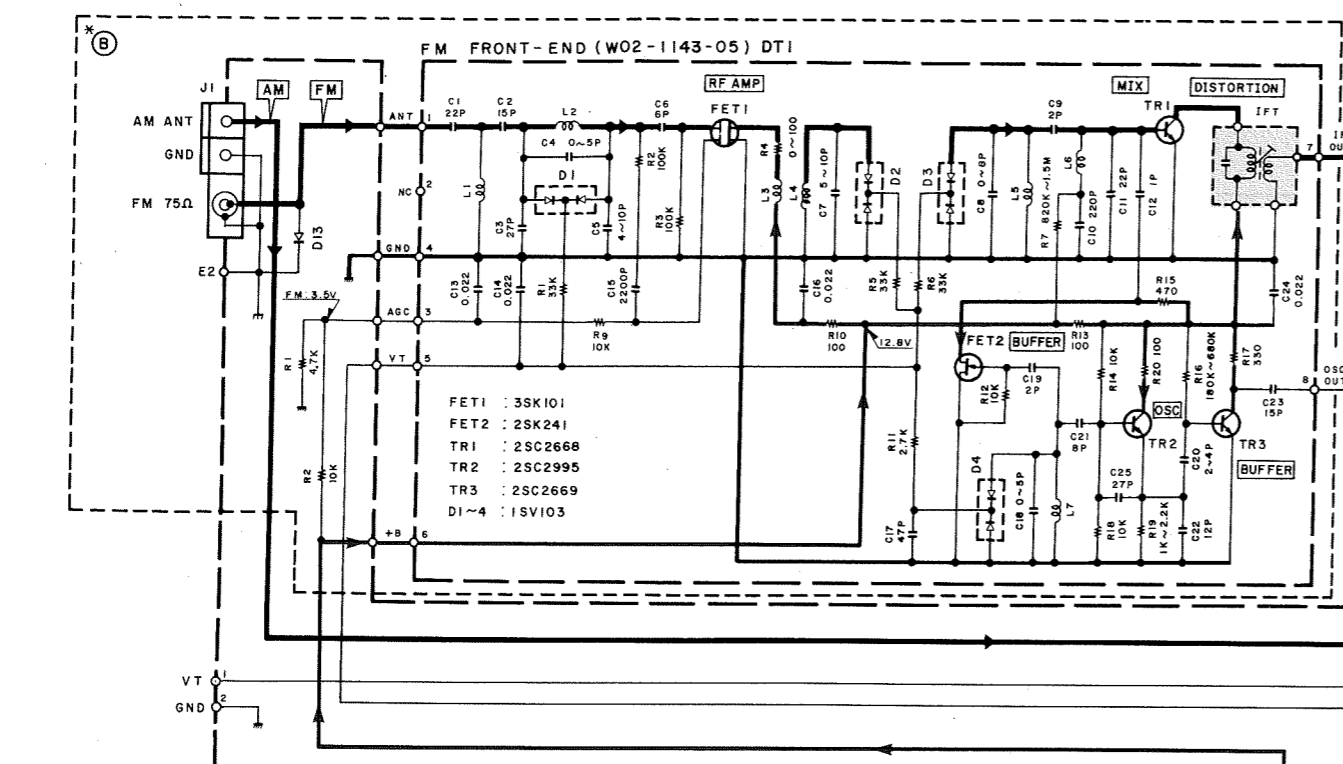 * B
FM FRONT-END (W02-1143-05) DT1
J1
AM
FM
AM ANT
GND
FM 75Ω
E2
D13
FM:3.5V
R1 4.7K
R2 10K
ANT 1
NC 2
GND 4
AGC 3
VT 5
+B 6
C1 22P
C2 15P
L2
C4 0~5P
D1
C6 6P
R2 100K
R3 100K
L1
C3 27P
C5 4~10P
C13 0.022
C14 0.022
R1 33K
C15 2200P
R9 10K
RF AMP
FET1
R4 0~100
L3
L4
C7 5~10P
D2
D3
C16 0.022
R5 33K
R6 33K
R10 100
12.8V
C8 0~8P
L5
C9 2P
R7 820K~1.5M
L6
C10 220P
C11 22P
C12 1P
MIX
TR1
DISTORTION
IFT
7
R15 470
C24 0.022
FET2 BUFFER
R13 100
R12 10K
C19 2P
R14 10K
R20 100
R16 180K~680K
R17 330
8
C23 15P
FET1 : 3SK101
FET2 : 2SK241
TR1 : 2SC2668
TR2 : 2SC2995
TR3 : 2SC2669
D1~4 : 1SV103
R11 2.7K
C21 8P
OSC
TR2
TR3
BUFFER
C20 2~4P
C25 27P
D4
C17 47P
C18 0~5P
L7
R18 10K
R19 1K~2.2K
C22 12P
VT 1
GND 2